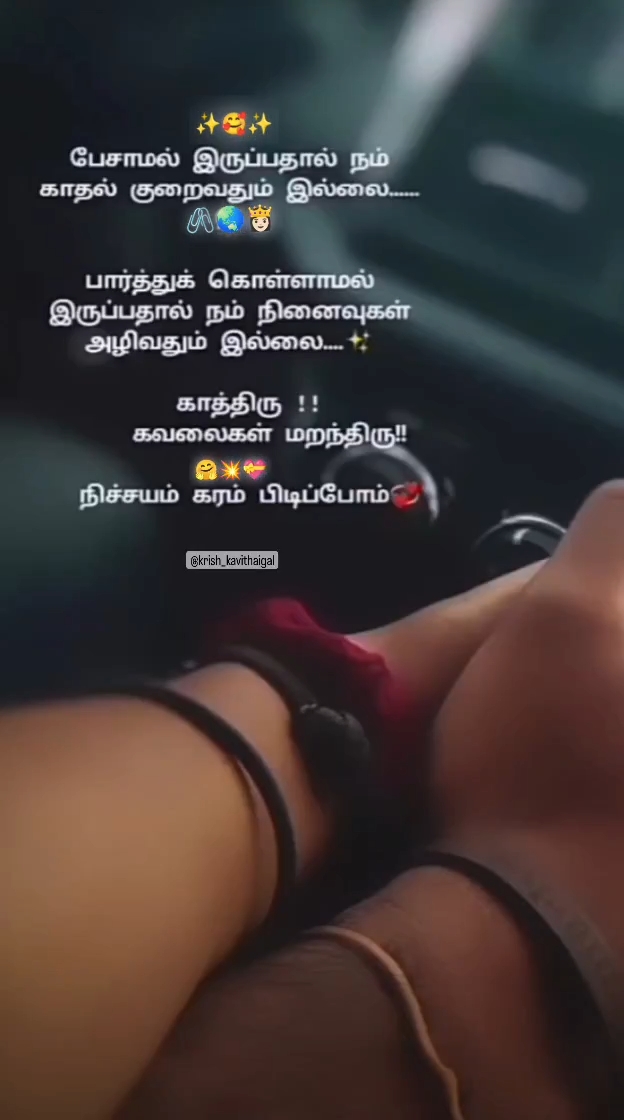 ✨🥰✨
பேசாமல் இருப்பதால் நம்
காதல் குறைவதும் இல்லை......
🖇️🌏👸🏻
பார்த்துக் கொள்ளாமல்
இருப்பதால் நம் நினைவுகள்
அழிவதும் இல்லை....✨
காத்திரு !!
கவலைகள் மறந்திரு!!
🤗💥💝
நிச்சயம் கரம் பிடிப்போம்💞
@krish_kavithaigal